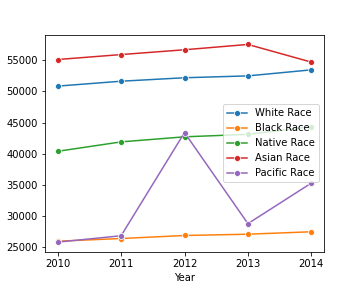 55000
50000
45000
40000
35000
30000
25000
White Race
Black Race
Native Race
Asian Race
Pacific Race
2010 2011 2012 2013 2014
Year